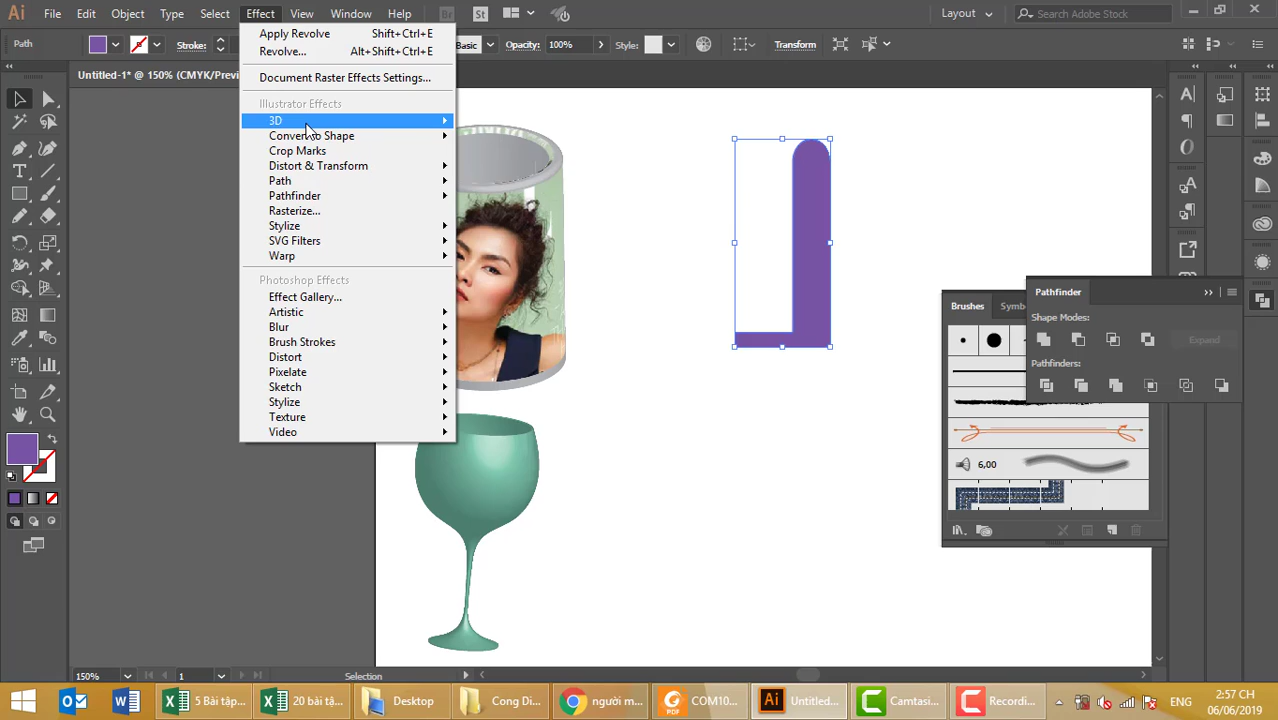 Ai File Edit Object Type Select Effect View Window Help Br St Layout Search Adobe Stock
Path Stroke: Basic Opacity: 100% Style: Transform
Untitled-1* @ 150% (CMYK/Previ
Apply Revolve Shift+Ctrl+E
Revolve... Alt+Shift+Ctrl+E
Document Raster Effects Settings...
Illustrator Effects
3D
Convert to Shape
Crop Marks
Distort & Transform
Path
Pathfinder
Rasterize...
Stylize
SVG Filters
Warp
Photoshop Effects
Effect Gallery...
Artistic
Blur
Brush Strokes
Distort
Pixelate
Sketch
Stylize
Texture
Video
Pathfinder
Shape Modes:
Expand
Pathfinders:
Brushes Symb
6,00
150% 1 Selection
5 Bài tập... 20 bài tập... Desktop Cong Di... người m... COM10... Untitled... Camtasi... Recordi... ENG
2:57 CH
06/06/2019